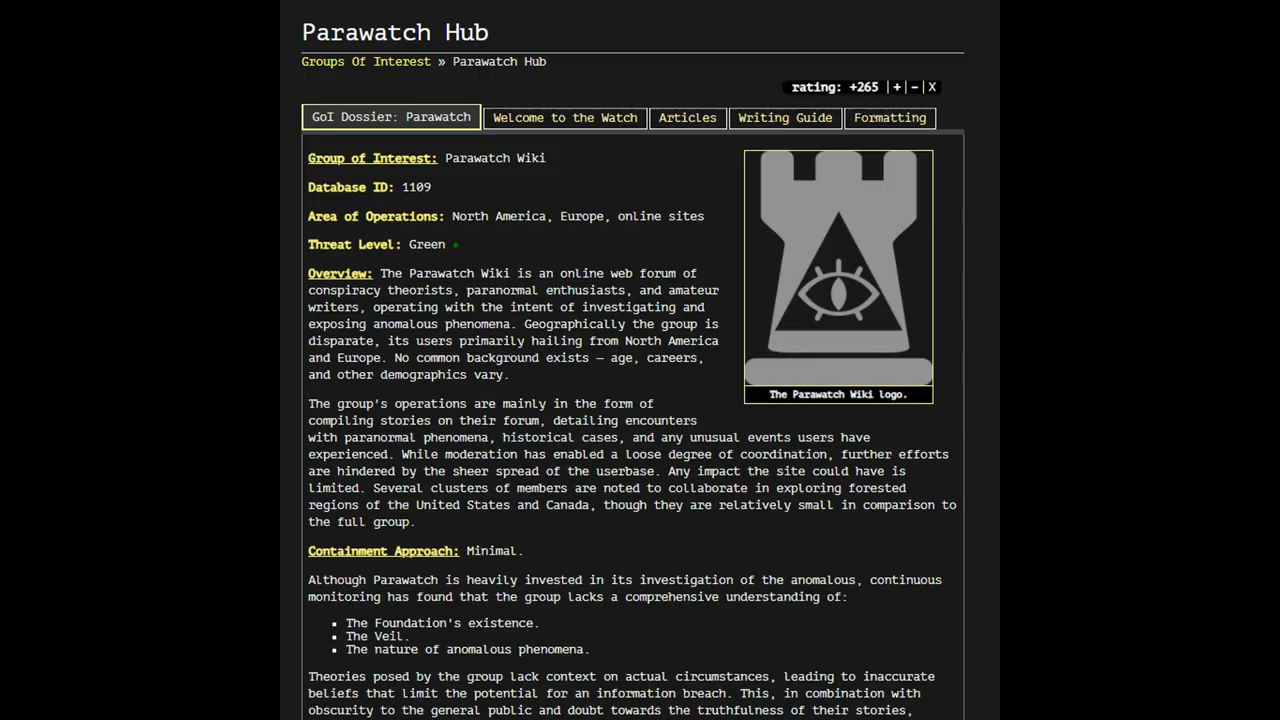 Parawatch Hub
Groups Of Interest » Parawatch Hub
rating: +265 | + | − | X
GoI Dossier: Parawatch
Welcome to the Watch
Articles
Writing Guide
Formatting
Group of Interest: Parawatch Wiki
Database ID: 1109
Area of Operations: North America, Europe, online sites
Threat Level: Green ●
Overview: The Parawatch Wiki is an online web forum of
conspiracy theorists, paranormal enthusiasts, and amateur
writers, operating with the intent of investigating and
exposing anomalous phenomena. Geographically the group is
disparate, its users primarily hailing from North America
and Europe. No common background exists — age, careers,
and other demographics vary.
The Parawatch Wiki logo.
The group's operations are mainly in the form of
compiling stories on their forum, detailing encounters
with paranormal phenomena, historical cases, and any unusual events users have
experienced. While moderation has enabled a loose degree of coordination, further efforts
are hindered by the sheer spread of the userbase. Any impact the site could have is
limited. Several clusters of members are noted to collaborate in exploring forested
regions of the United States and Canada, though they are relatively small in comparison to
the full group.
Containment Approach: Minimal.
Although Parawatch is heavily invested in its investigation of the anomalous, continuous
monitoring has found that the group lacks a comprehensive understanding of:
▪ The Foundation's existence.
▪ The Veil.
▪ The nature of anomalous phenomena.
Theories posed by the group lack context on actual circumstances, leading to inaccurate
beliefs that limit the potential for an information breach. This, in combination with
obscurity to the general public and doubt towards the truthfulness of their stories,